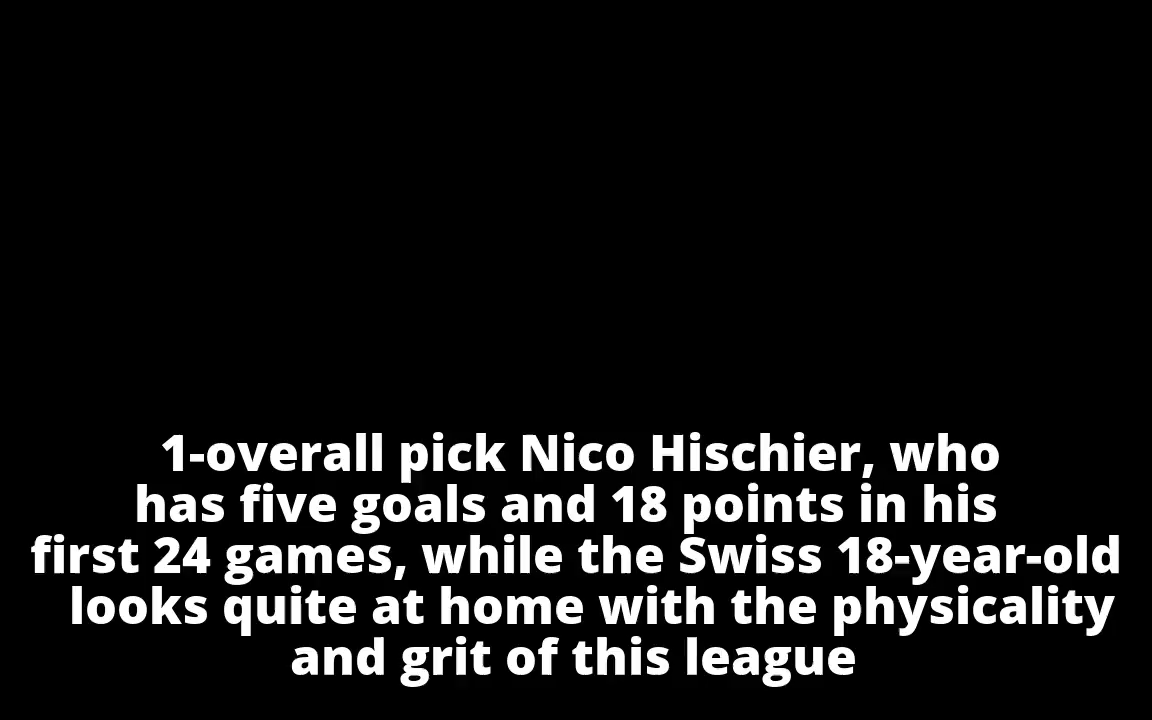 1-overall pick Nico Hischier, who
has five goals and 18 points in his
first 24 games, while the Swiss 18-year-old
looks quite at home with the physicality
and grit of this league